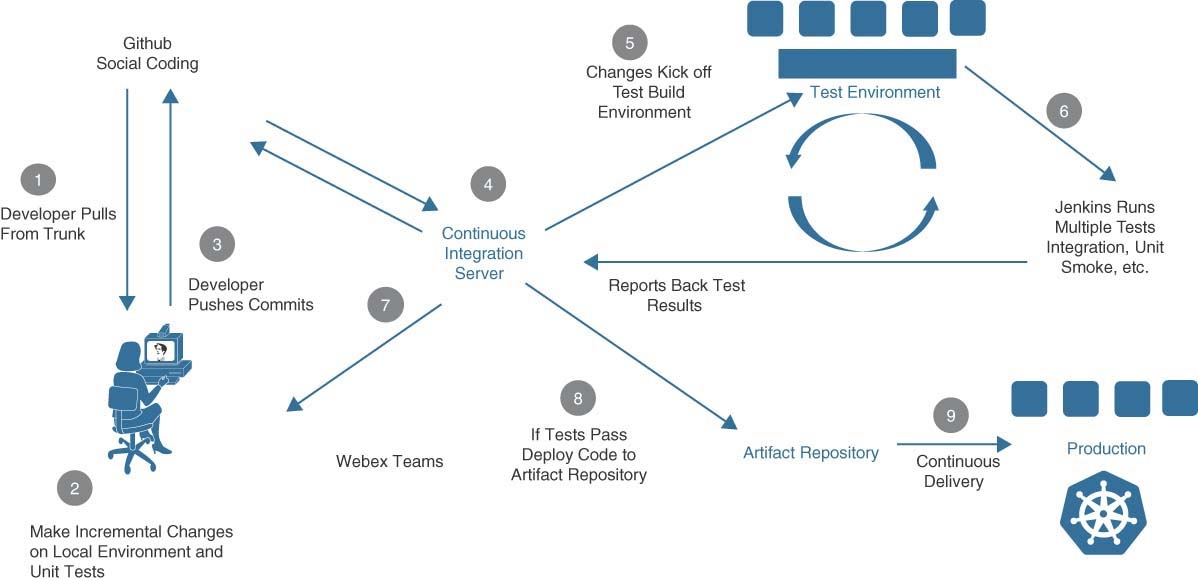 Github
Social Coding
1
Developer Pulls
From Trunk
3
Developer
Pushes Commits
2
Make Incremental Changes
on Local Environment and
Unit Tests
4
Continuous
Integration
Server
5
Changes Kick off
Test Build
Environment
Test Environment
6
Jenkins Runs
Multiple Tests
Integration, Unit
Smoke, etc.
Reports Back Test
Results
7
Webex Teams
8
If Tests Pass
Deploy Code to
Artifact Repository
Artifact Repository
9
Continuous
Delivery
Production